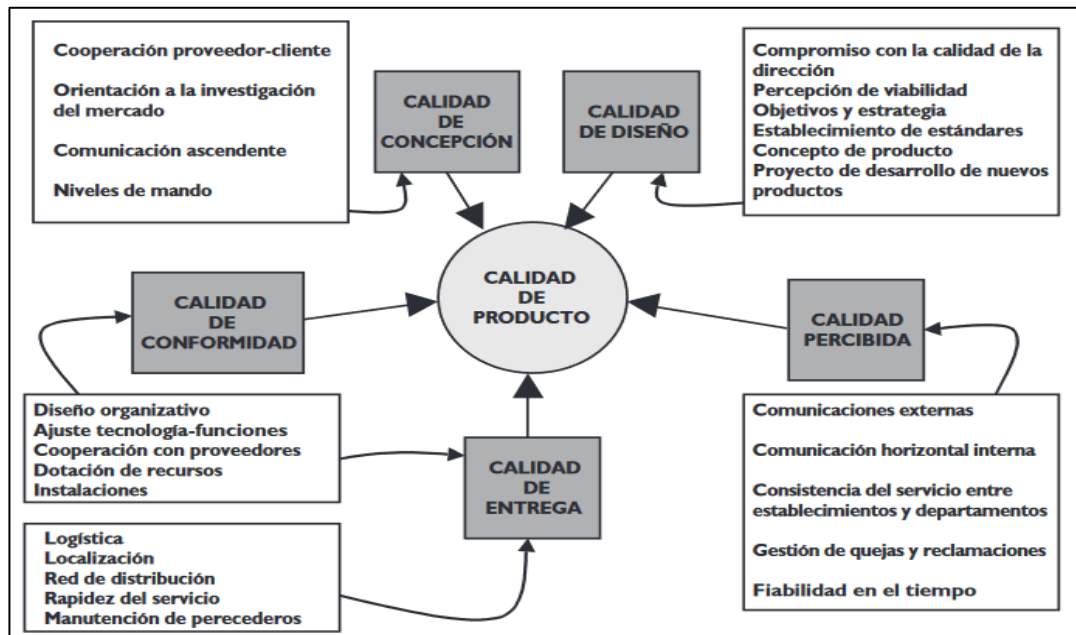 Cooperación proveedor-cliente
Orientación a la investigación
del mercado
Comunicación ascendente
Niveles de mando
CALIDAD
DE
CONCEPCIÓN
CALIDAD
DE DISEÑO
Compromiso con la calidad de la
dirección
Percepción de viabilidad
Objetivos y estrategia
Establecimiento de estándares
Concepto de producto
Proyecto de desarrollo de nuevos
productos
CALIDAD
DE
CONFORMIDAD
CALIDAD
DE
PRODUCTO
CALIDAD
PERCIBIDA
Diseño organizativo
Ajuste tecnología-funciones
Cooperación con proveedores
Dotación de recursos
Instalaciones
CALIDAD
DE
ENTREGA
Comunicaciones externas
Comunicación horizontal interna
Consistencia del servicio entre
establecimientos y departamentos
Gestión de quejas y reclamaciones
Fiabilidad en el tiempo
Logística
Localización
Red de distribución
Rapidez del servicio
Manutención de perecederos